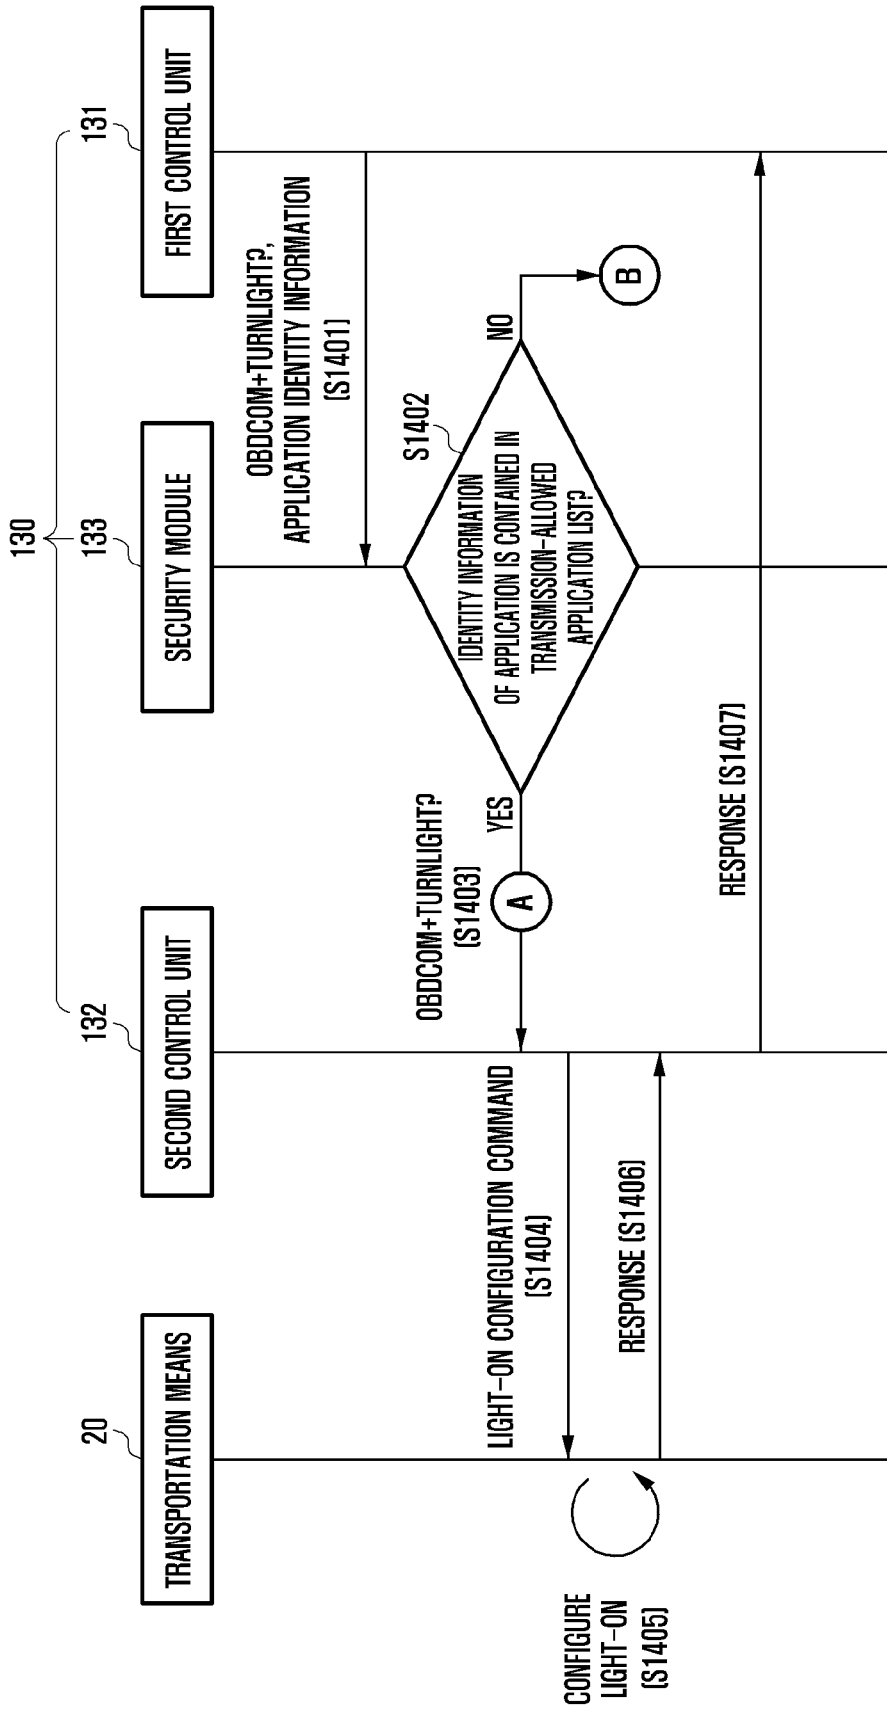 130
20
132
133
131
TRANSPORTATION MEANS
SECOND CONTROL UNIT
SECURITY MODULE
FIRST CONTROL UNIT
OBDCOM+TURNLIGHT?,
APPLICATION IDENTITY INFORMATION
(S1401)
S1402
IDENTITY INFORMATION
OF APPLICATION IS CONTAINED IN
TRANSMISSION-ALLOWED
APPLICATION LIST?
NO
B
YES
OBDCOM+TURNLIGHT?
(S1403)
A
LIGHT-ON CONFIGURATION COMMAND
(S1404)
CONFIGURE
LIGHT-ON
(S1405)
RESPONSE (S1406)
RESPONSE (S1407)